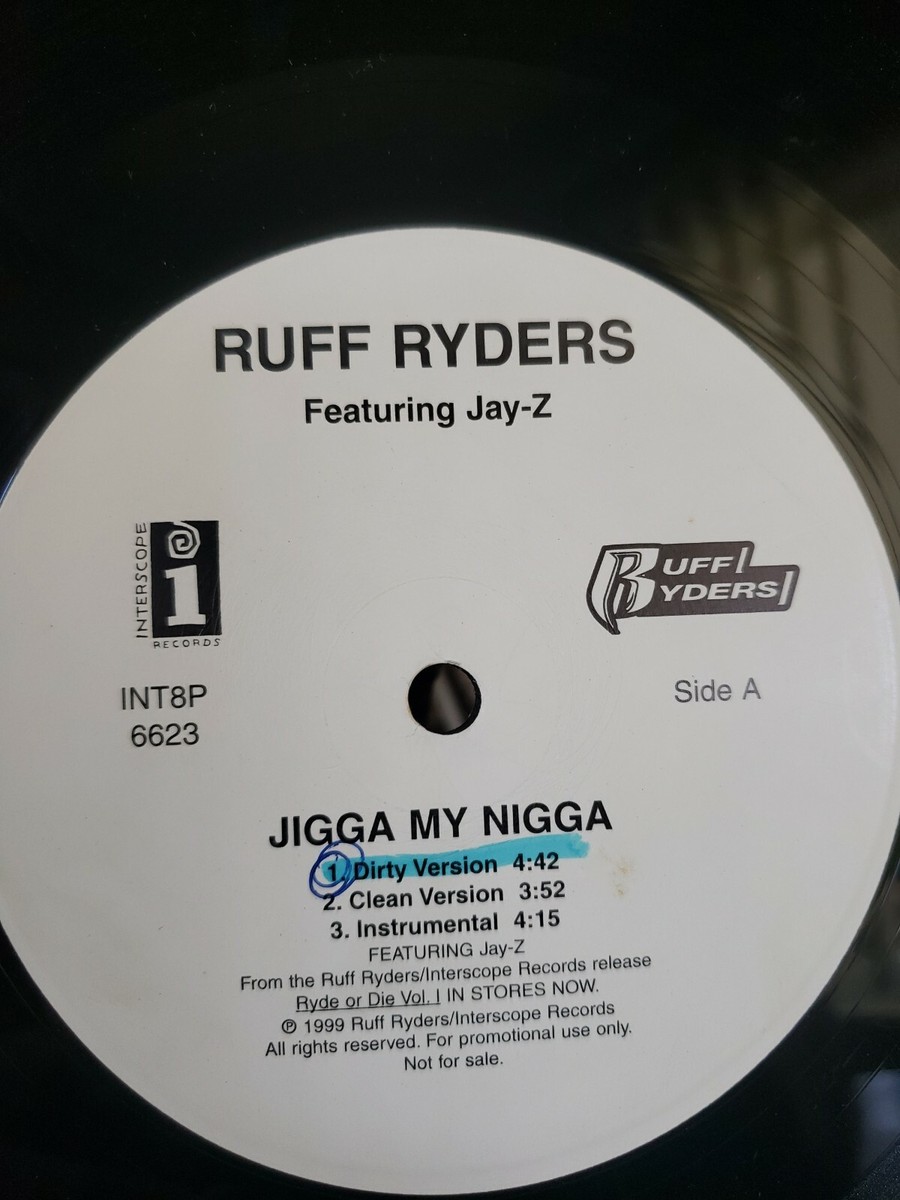 RUFF RYDERS
Featuring Jay-Z
INTERSCOPE
i
RECORDS
RUFF
RYDERS
INT8P
6623
Side A
JIGGA MY NIGGA
1. Dirty Version 4:42
2. Clean Version 3:52
3. Instrumental 4:15
FEATURING Jay-Z
From the Ruff Ryders/Interscope Records release
Ryde or Die Vol. I IN STORES NOW.
℗ 1999 Ruff Ryders/Interscope Records
All rights reserved. For promotional use only.
Not for sale.